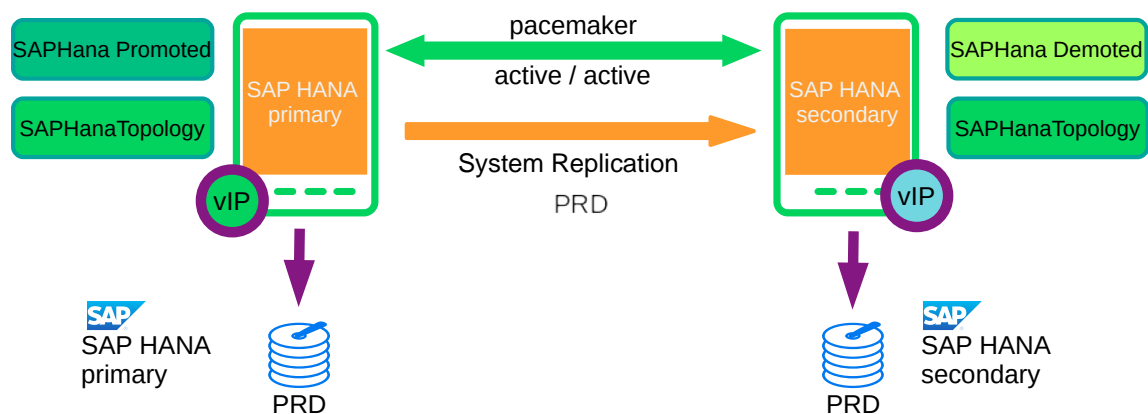 SAPHana Promoted
SAPHanaTopology
SAP HANA
primary
vIP
pacemaker
active / active
System Replication
PRD
SAP HANA
secondary
vIP
SAPHana Demoted
SAPHanaTopology
SAP
SAP HANA
primary
PRD
PRD
SAP
SAP HANA
secondary